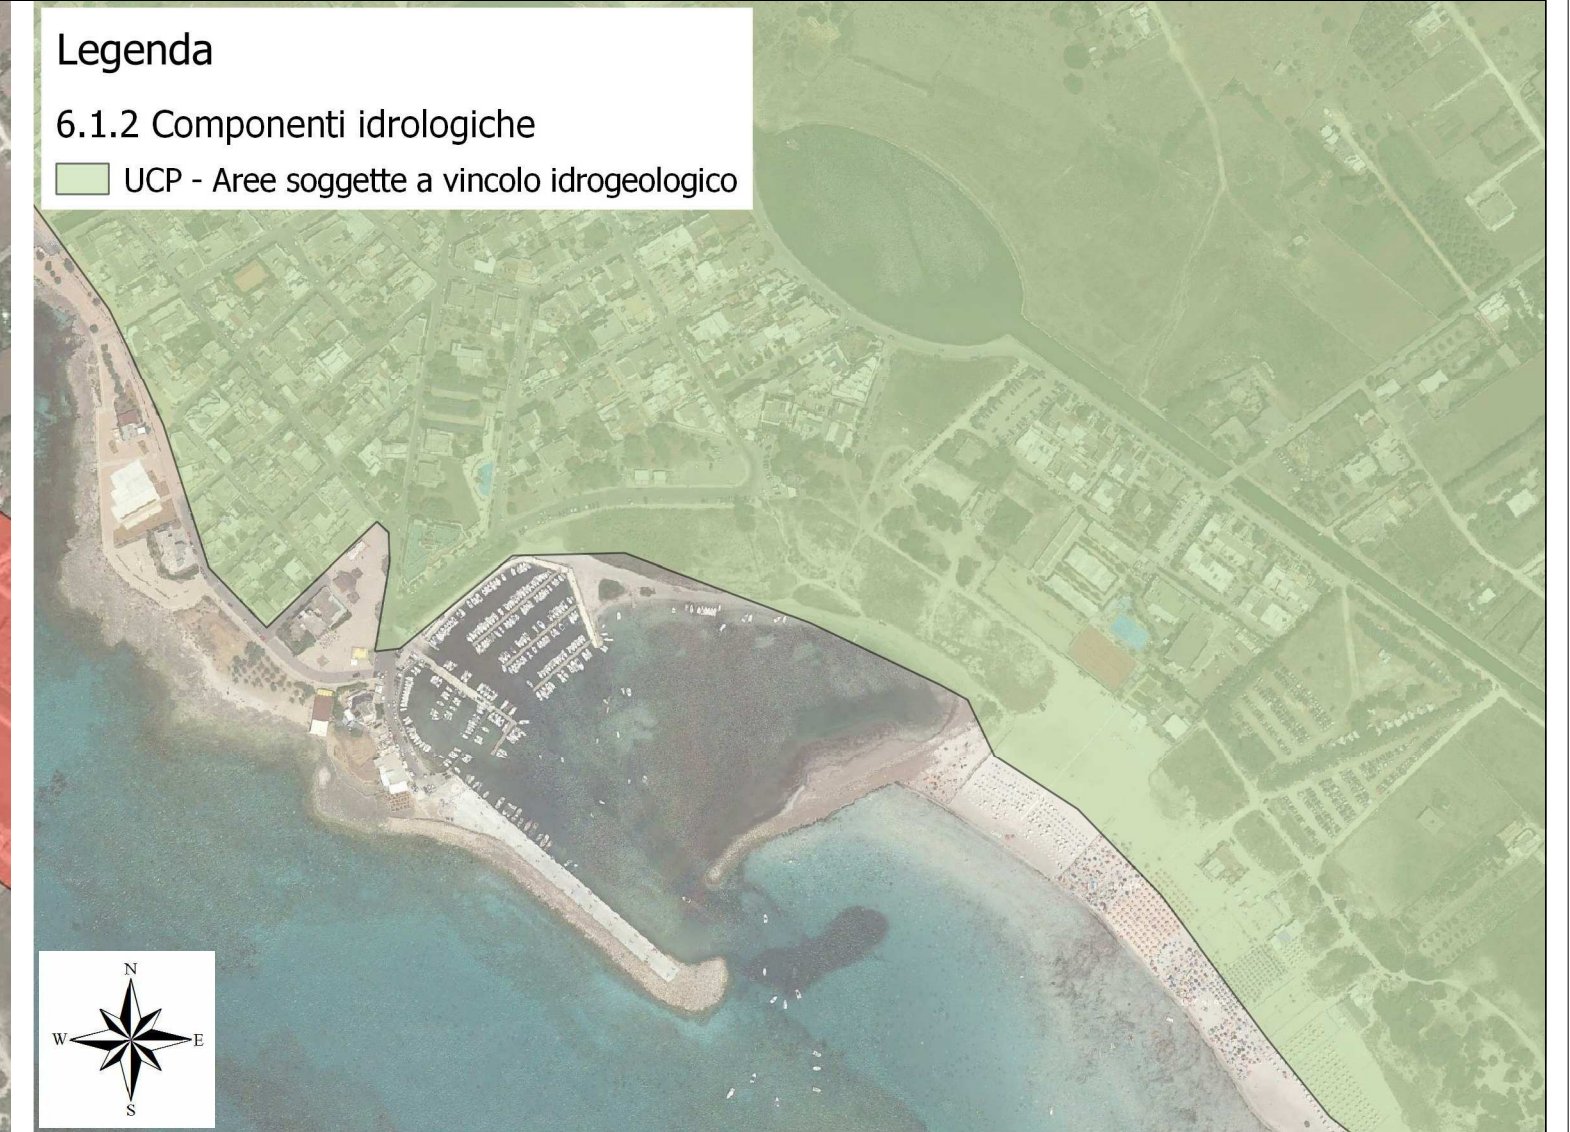 Legenda
6.1.2 Componenti idrologiche
UCP - Aree soggette a vincolo idrogeologico
N
W E
S